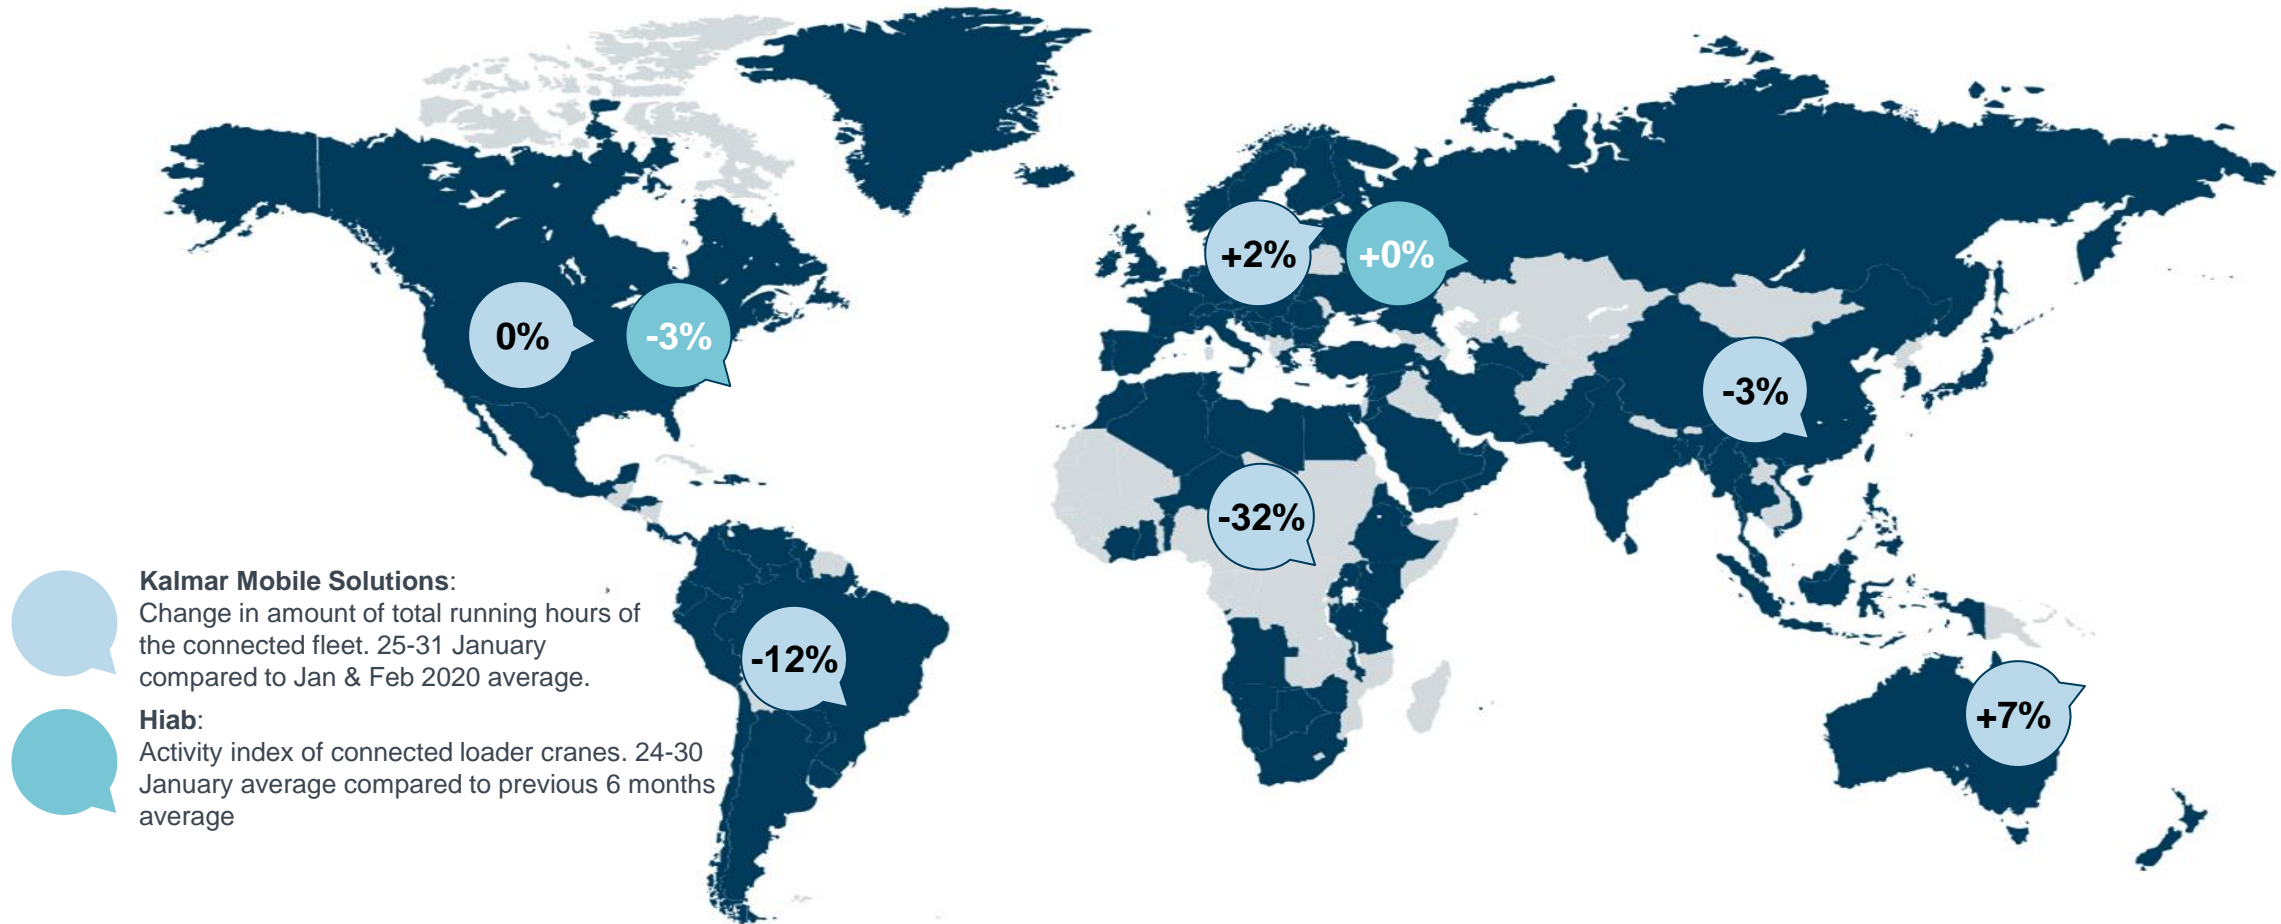 +2%
+0%
0%
-3%
-3%
-32%
-12%
+7%
Kalmar Mobile Solutions:
Change in amount of total running hours of
the connected fleet. 25-31 January
compared to Jan & Feb 2020 average.
Hiab:
Activity index of connected loader cranes. 24-30
January average compared to previous 6 months
average